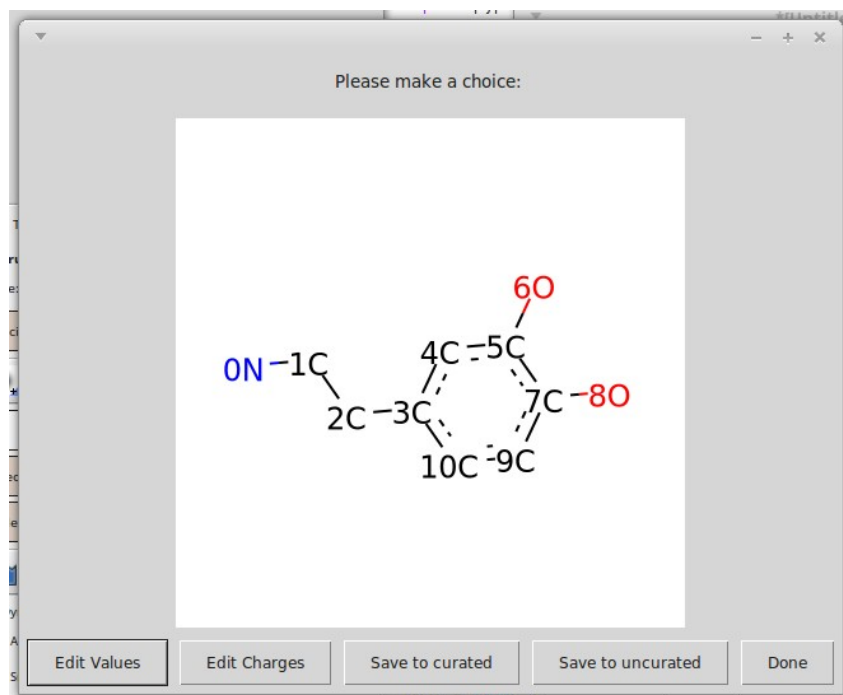 Please make a choice:
6O
4C 5C
0N 1C
7C 8O
2C 3C
10C 9C
Edit Values Edit Charges Save to curated Save to uncurated Done